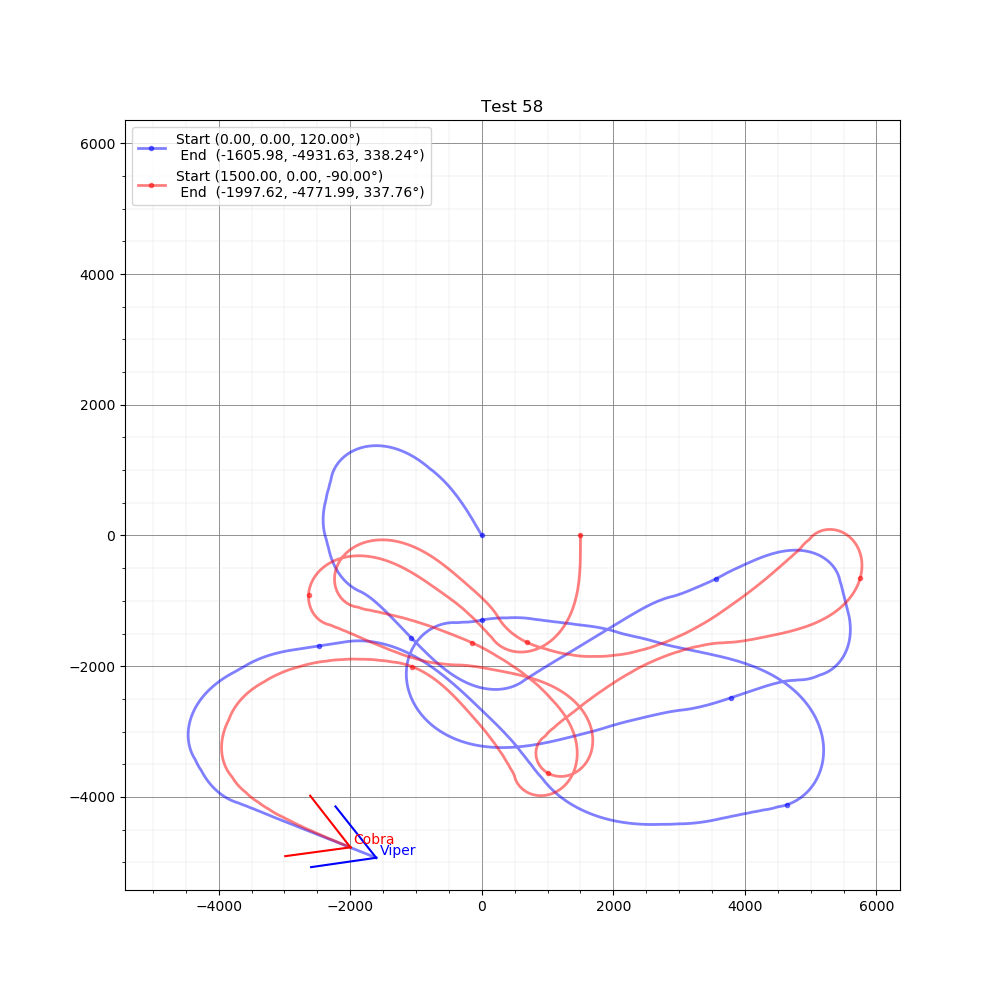 Test 58
Start (0.00, 0.00, 120.00°)
End  (-1605.98, -4931.63, 338.24°)
Start (1500.00, 0.00, -90.00°)
End  (-1997.62, -4771.99, 337.76°)
6000
4000
2000
0
−2000
−4000
Cobra
Viper
−4000
−2000
0
2000
4000
6000